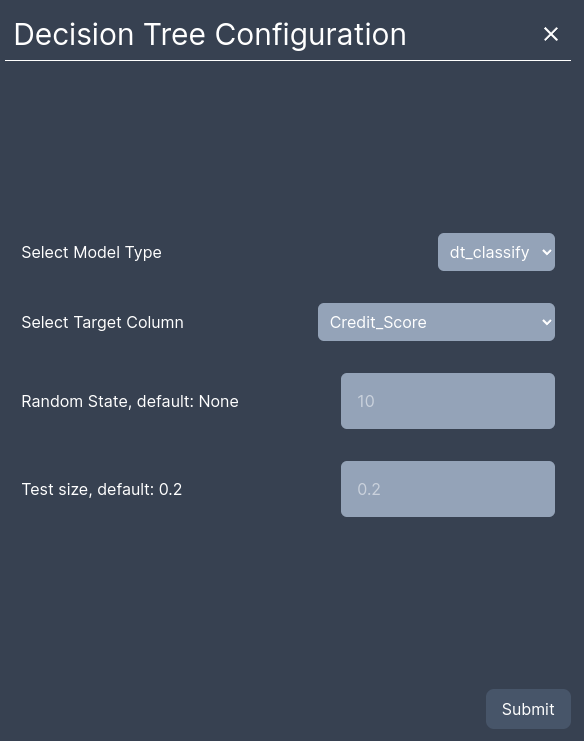 Decision Tree Configuration
Select Model Type dt_classify
Select Target Column Credit_Score
Random State, default: None 10
Test size, default: 0.2 0.2
Submit